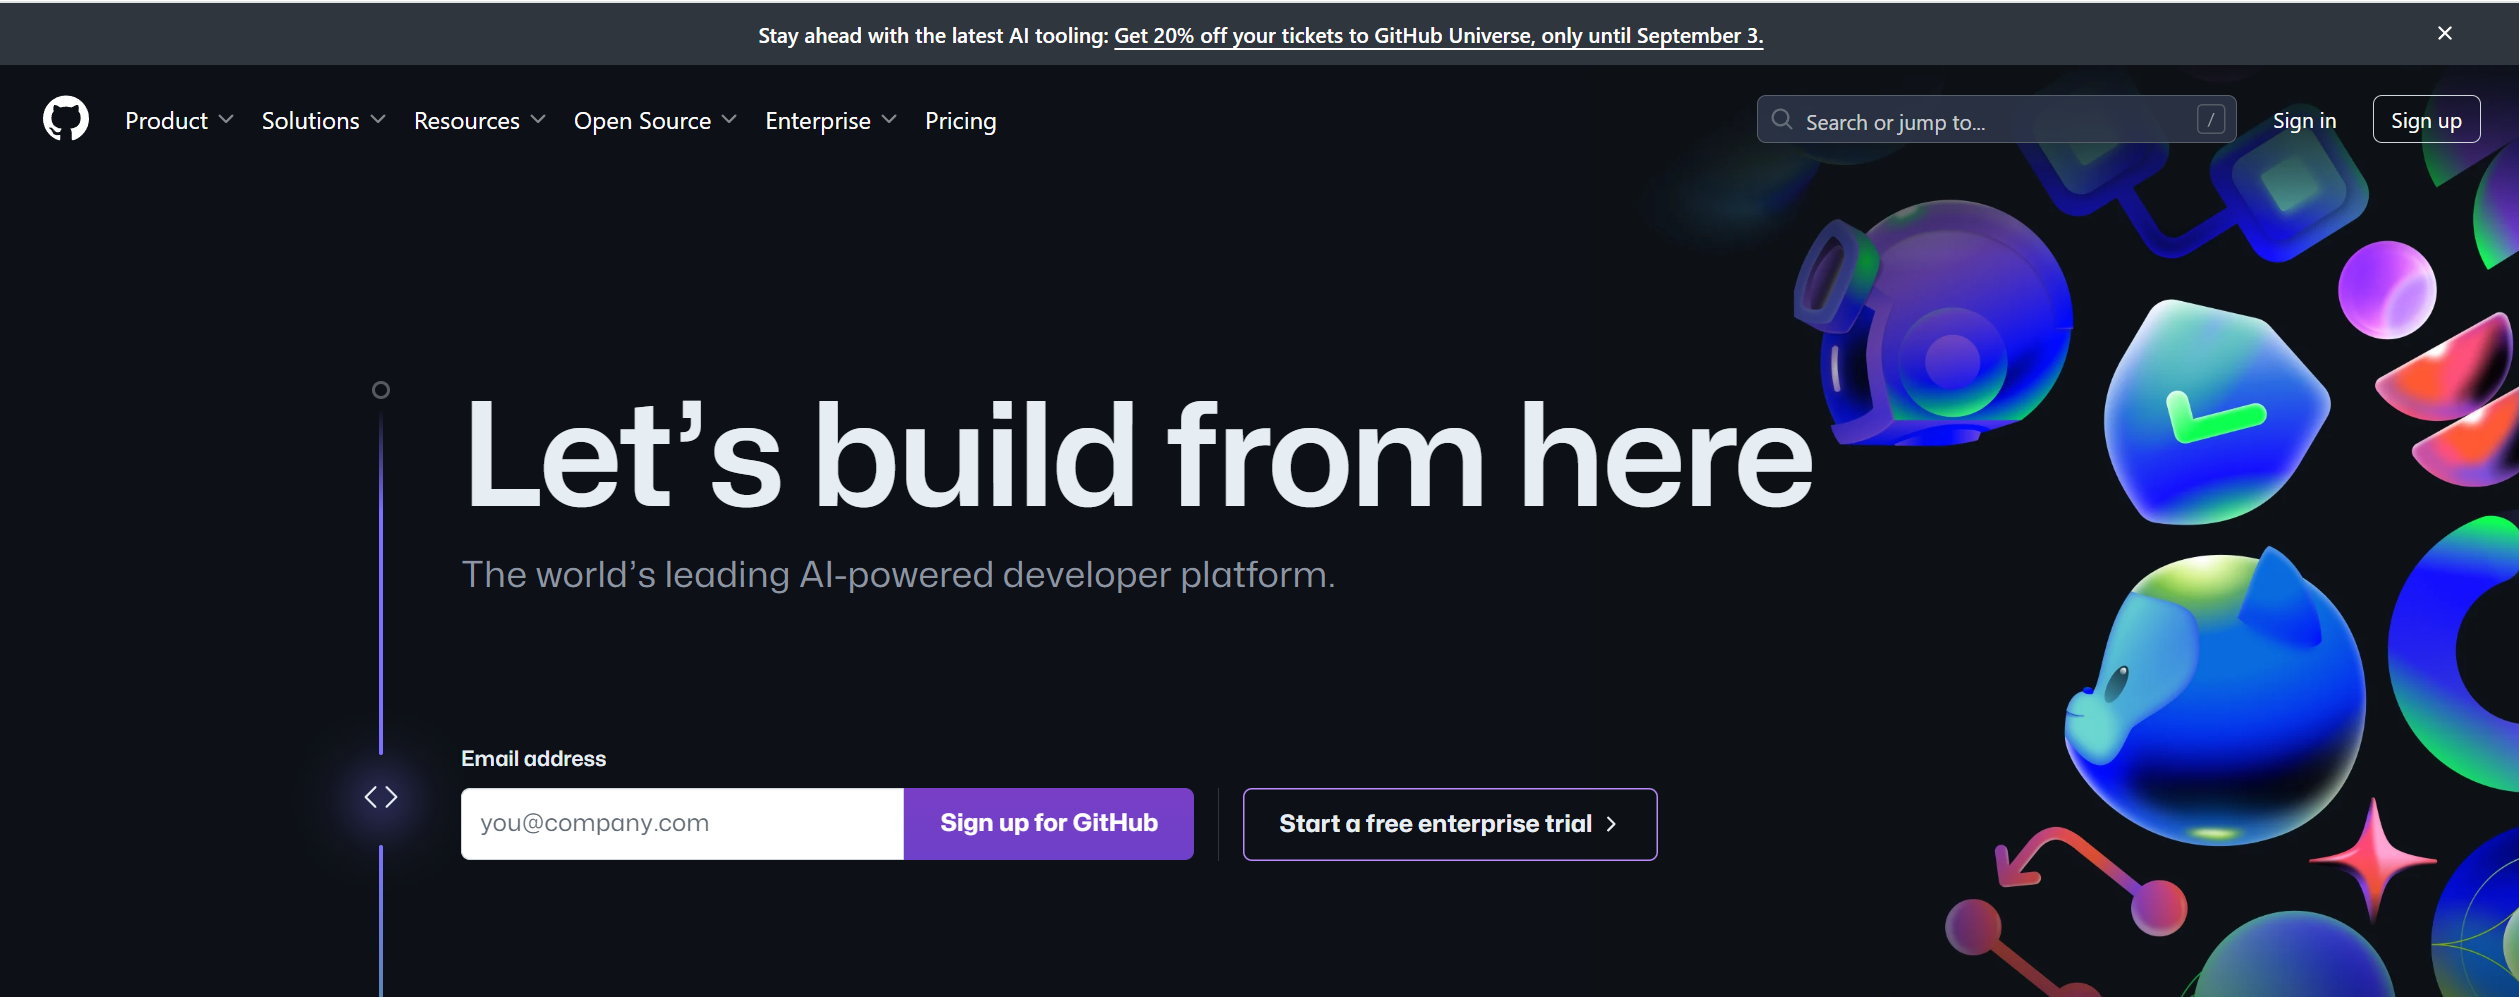 Stay ahead with the latest AI tooling: Get 20% off your tickets to GitHub Universe, only until September 3.
Product Solutions Resources Open Source Enterprise Pricing Search or jump to... / Sign in Sign up
Let’s build from here
The world’s leading AI-powered developer platform.
Email address
you@company.com Sign up for GitHub Start a free enterprise trial